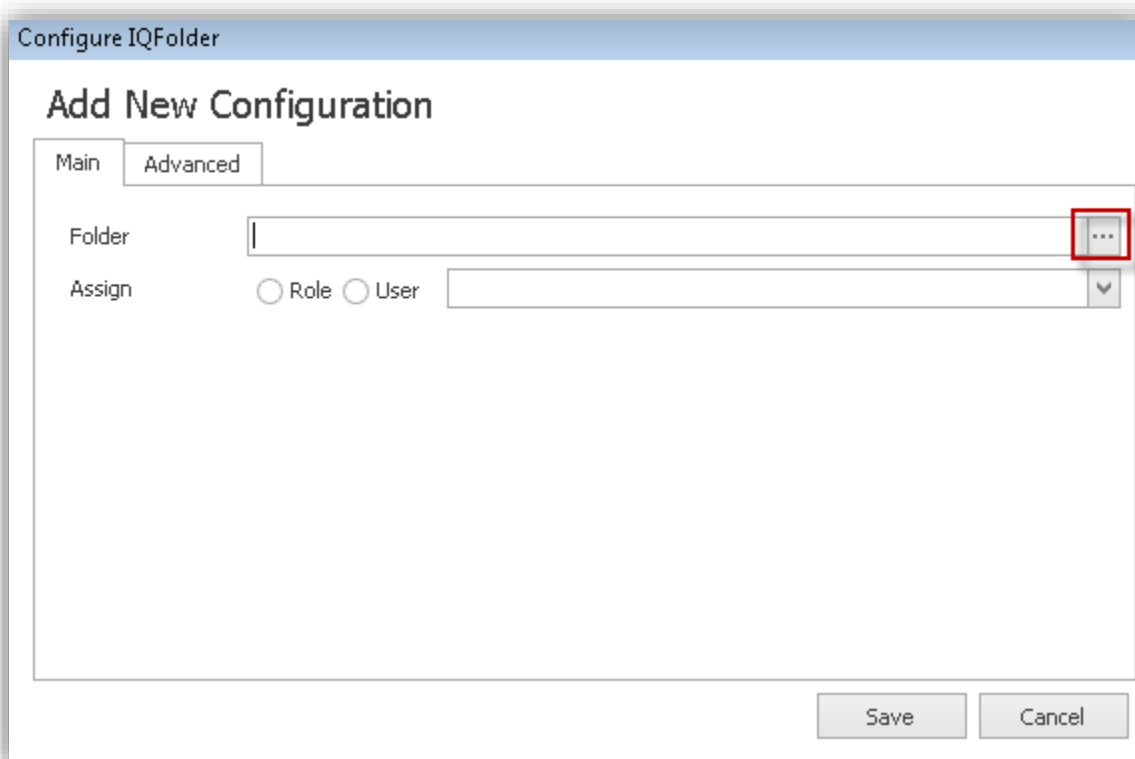 Configure IQFolder
Add New Configuration
Main Advanced
Folder ...
Assign Role User
Save Cancel